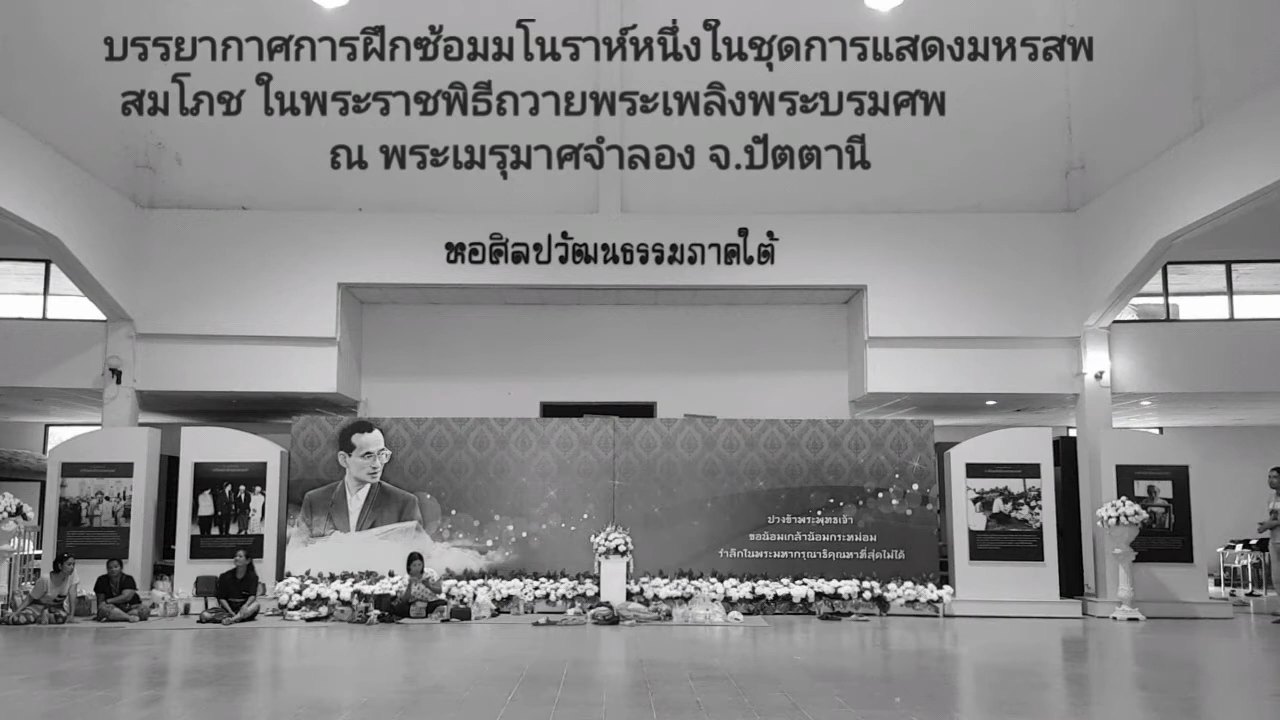 บรรยากาศการฝึกซ้อมมโนราห์หนึ่งในชุดการแสดงมหรสพ
สมโภช ในพระราชพิธีถวายพระเพลิงพระบรมศพ
ณ พระเมรุมาศจำลอง จ.ปัตตานี
หอศิลปวัฒนธรรมภาคใต้
ปวงข้าพระพุทธเจ้า
ขอน้อมเกล้าน้อมกระหม่อม
รำลึกในพระมหากรุณาธิคุณหาที่สุดไม่ได้